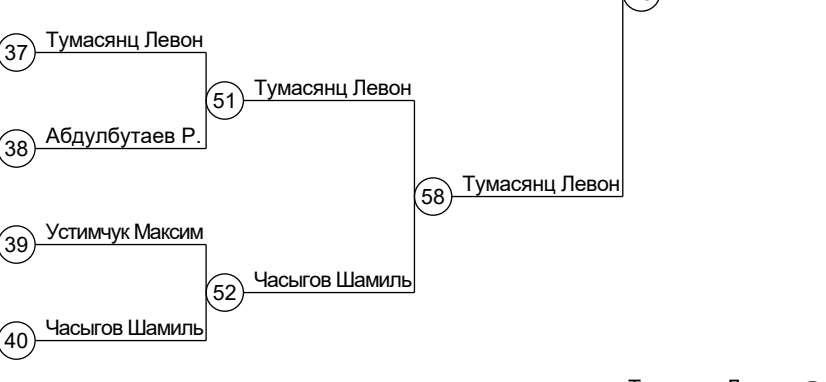 37 Тумасянц Левон
51 Тумасянц Левон
38 Абдулбутаев Р.
58 Тумасянц Левон
39 Устимчук Максим
52 Часыгов Шамиль
40 Часыгов Шамиль